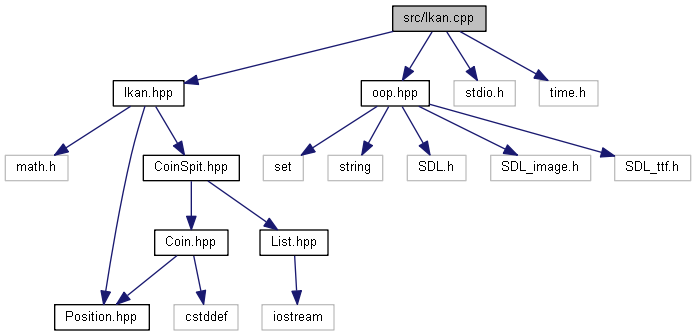 src/Ikan.cpp
Ikan.hpp
oop.hpp
stdio.h
time.h
math.h
CoinSpit.hpp
set
string
SDL.h
SDL_image.h
SDL_ttf.h
Coin.hpp
List.hpp
Position.hpp
cstddef
iostream